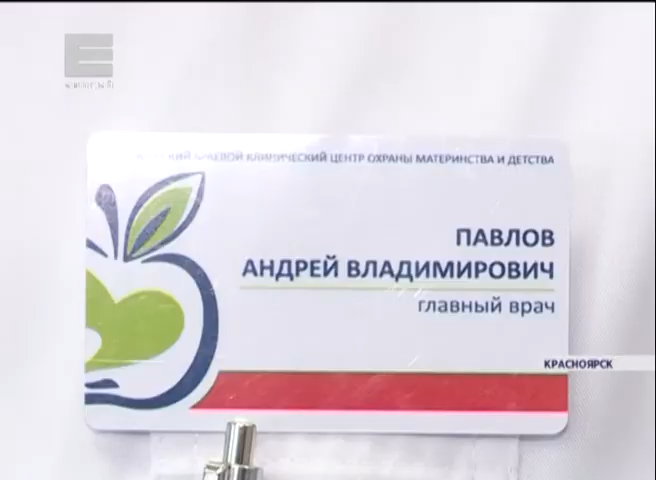 КРАЕВОЙ КЛИНИЧЕСКИЙ ЦЕНТР ОХРАНЫ МАТЕРИНСТВА И ДЕТСТВА
ПАВЛОВ
АНДРЕЙ ВЛАДИМИРОВИЧ
главный врач
КРАСНОЯРСК